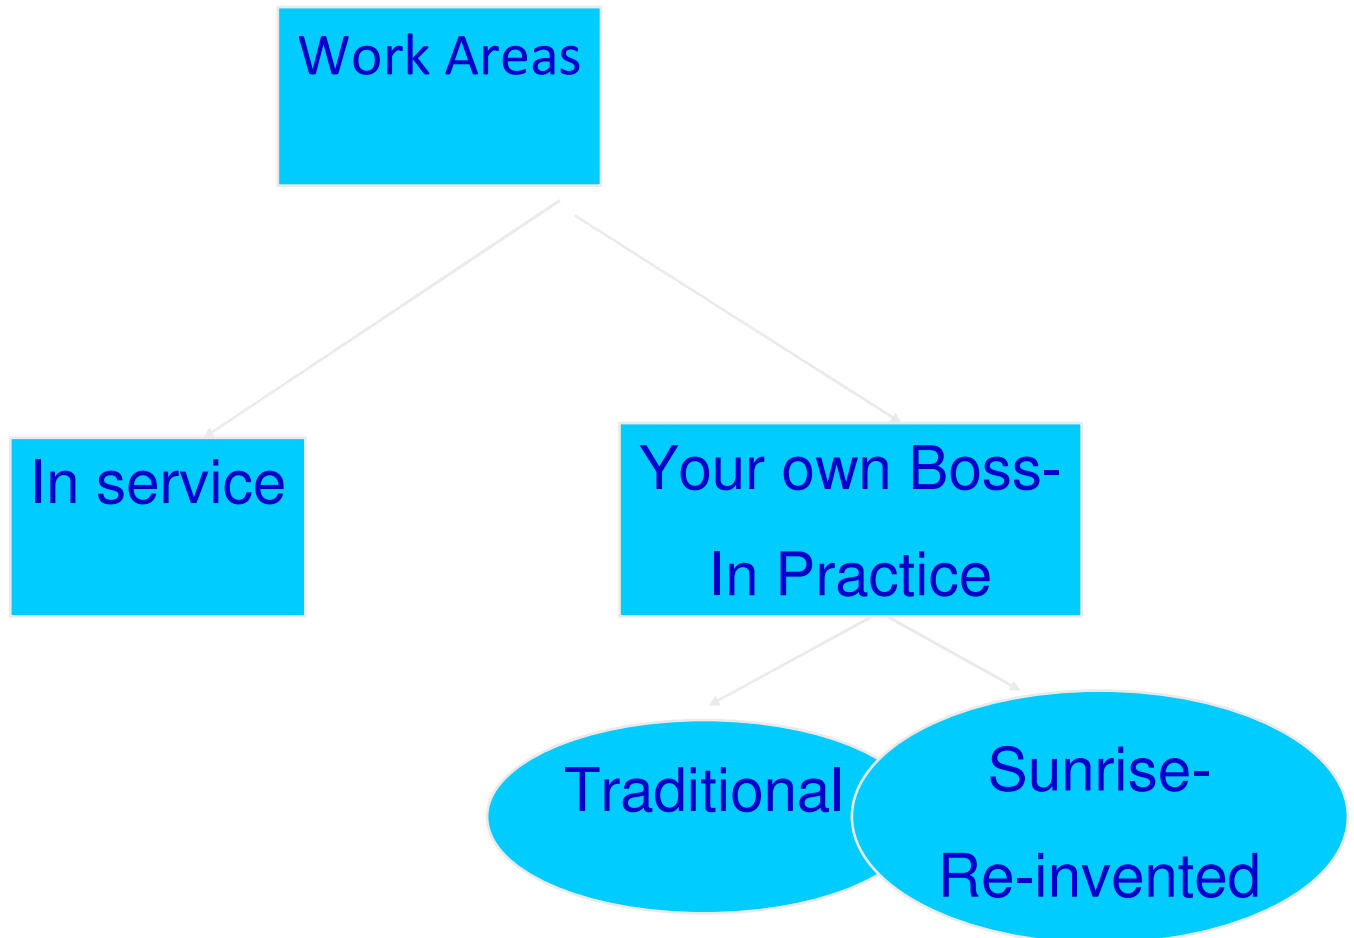 Work Areas
In service
Your own Boss-
In Practice
Traditional
Sunrise-
Re-invented